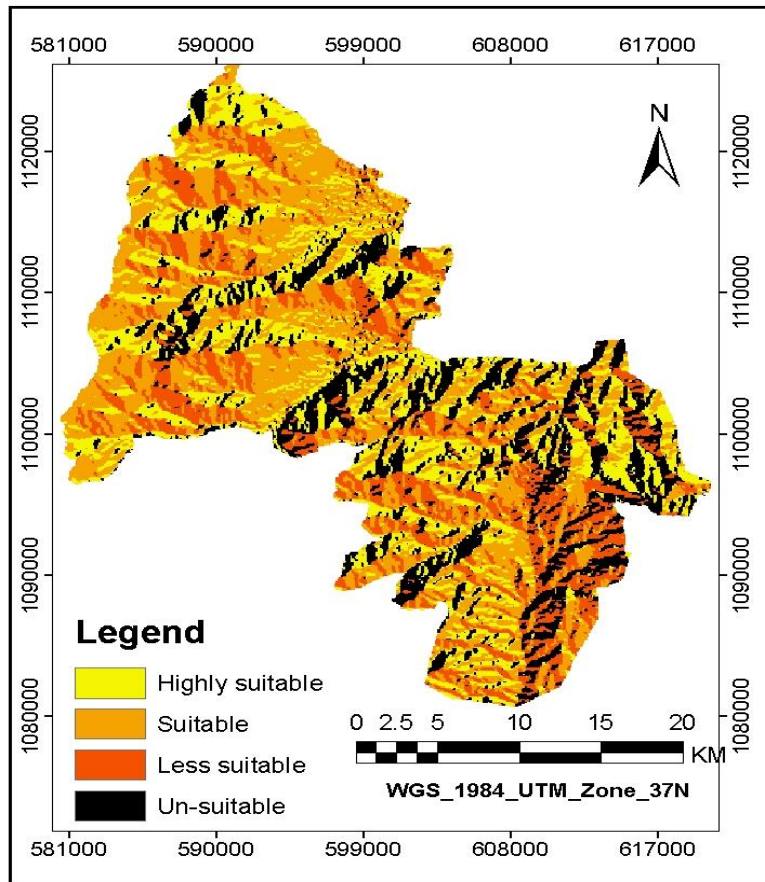 581000 590000 599000 608000 617000
N
1120000 1120000
1110000 1110000
1100000 1100000
1090000 1090000
1080000 1080000
Legend
Highly suitable
Suitable
Less suitable
Un-suitable
0 2.5 5 10 15 20
KM
WGS_1984_UTM_Zone_37N
581000 590000 599000 608000 617000